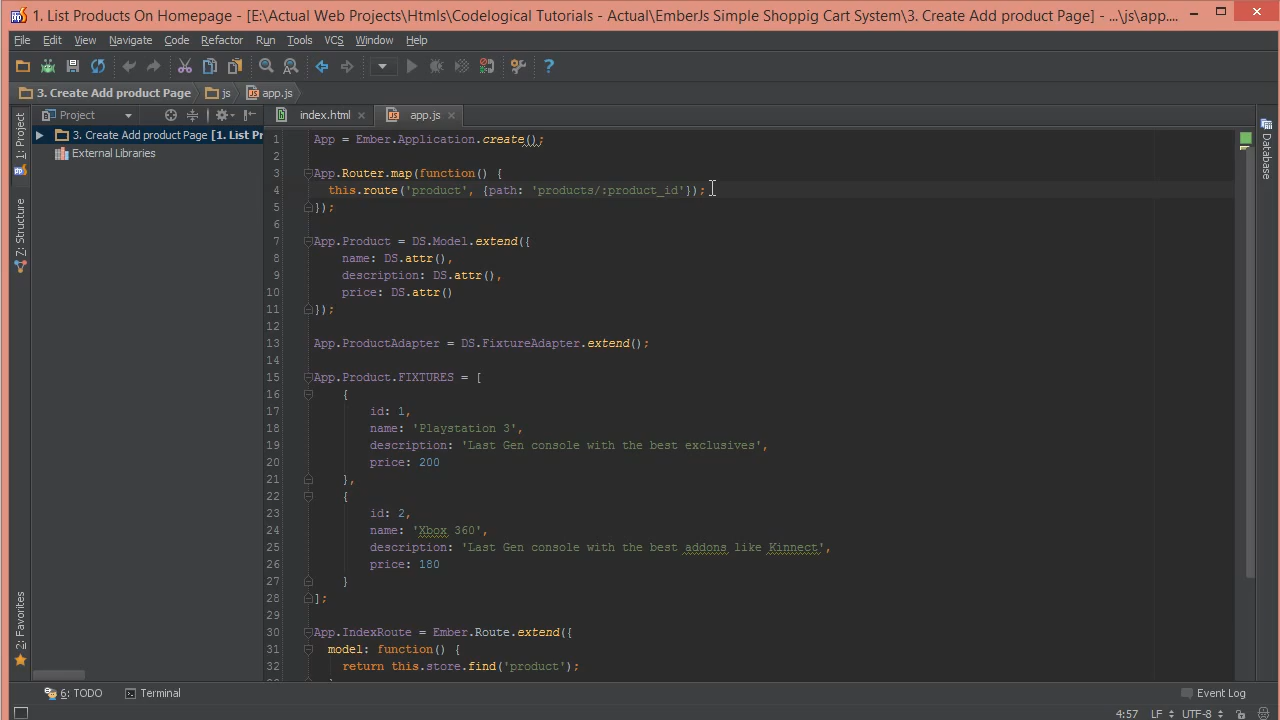 1. List Products On Homepage - [E:\Actual Web Projects\Htmls\Codelogical Tutorials - Actual\EmberJs Simple Shoppig Cart System\3. Create Add product Page] - ...\js\app....
File Edit View Navigate Code Refactor Run Tools VCS Window Help
3. Create Add product Page js app.js
Project
index.html app.js
3. Create Add product Page [1. List Pr
External Libraries
1: Project
Z: Structure
2: Favorites
Database
1 App = Ember.Application.create();
2
3 App.Router.map(function() {
4 this.route('product', {path: 'products/:product_id'});
5 });
6
7 App.Product = DS.Model.extend({
8 name: DS.attr(),
9 description: DS.attr(),
10 price: DS.attr()
11 });
12
13 App.ProductAdapter = DS.FixtureAdapter.extend();
14
15 App.Product.FIXTURES = [
16 {
17 id: 1,
18 name: 'Playstation 3',
19 description: 'Last Gen console with the best exclusives',
20 price: 200
21 },
22 {
23 id: 2,
24 name: 'Xbox 360',
25 description: 'Last Gen console with the best addons like Kinnect',
26 price: 180
27 }
28 ];
29
30 App.IndexRoute = Ember.Route.extend({
31 model: function() {
32 return this.store.find('product');
6: TODO Terminal Event Log
4:57 LF UTF-8